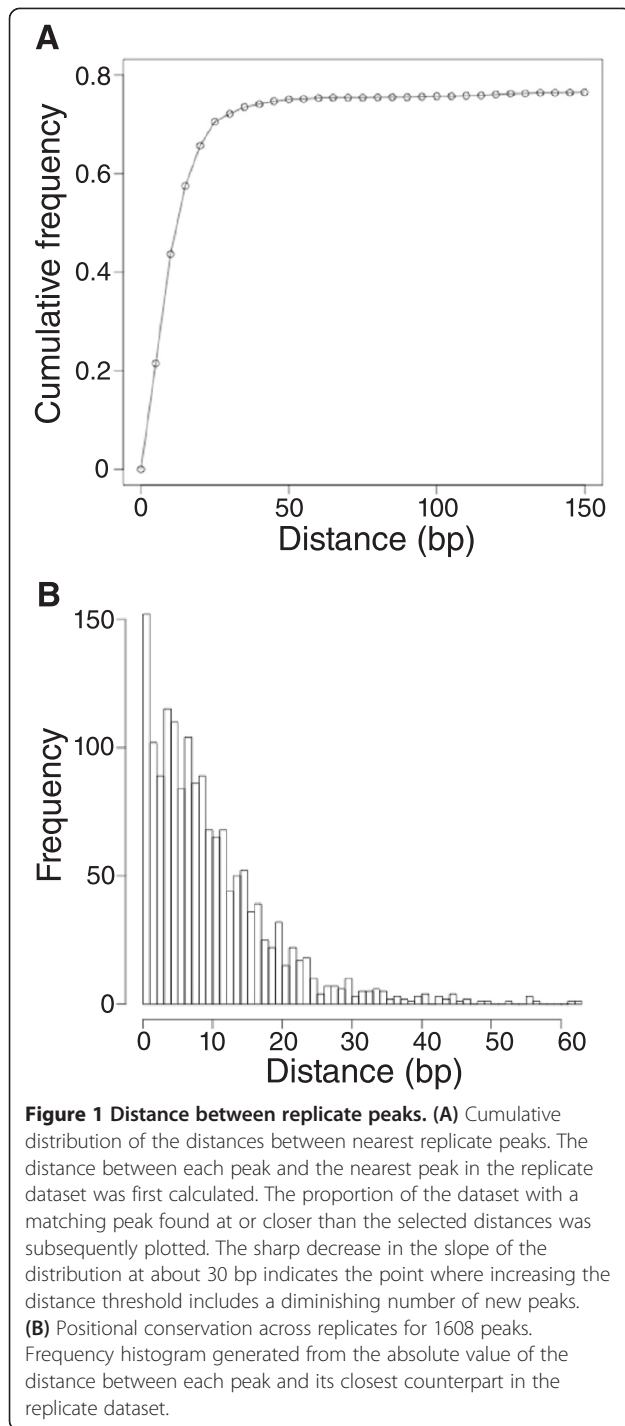 A
0.8
0.6
0.4
0.2
0
Cumulative frequency
0 50 100 150
Distance (bp)
B
150
100
50
0
Frequency
0 10 20 30 40 50 60
Distance (bp)
Figure 1 Distance between replicate peaks. (A) Cumulative
distribution of the distances between nearest replicate peaks. The
distance between each peak and the nearest peak in the replicate
dataset was first calculated. The proportion of the dataset with a
matching peak found at or closer than the selected distances was
subsequently plotted. The sharp decrease in the slope of the
distribution at about 30 bp indicates the point where increasing the
distance threshold includes a diminishing number of new peaks.
(B) Positional conservation across replicates for 1608 peaks.
Frequency histogram generated from the absolute value of the
distance between each peak and its closest counterpart in the
replicate dataset.